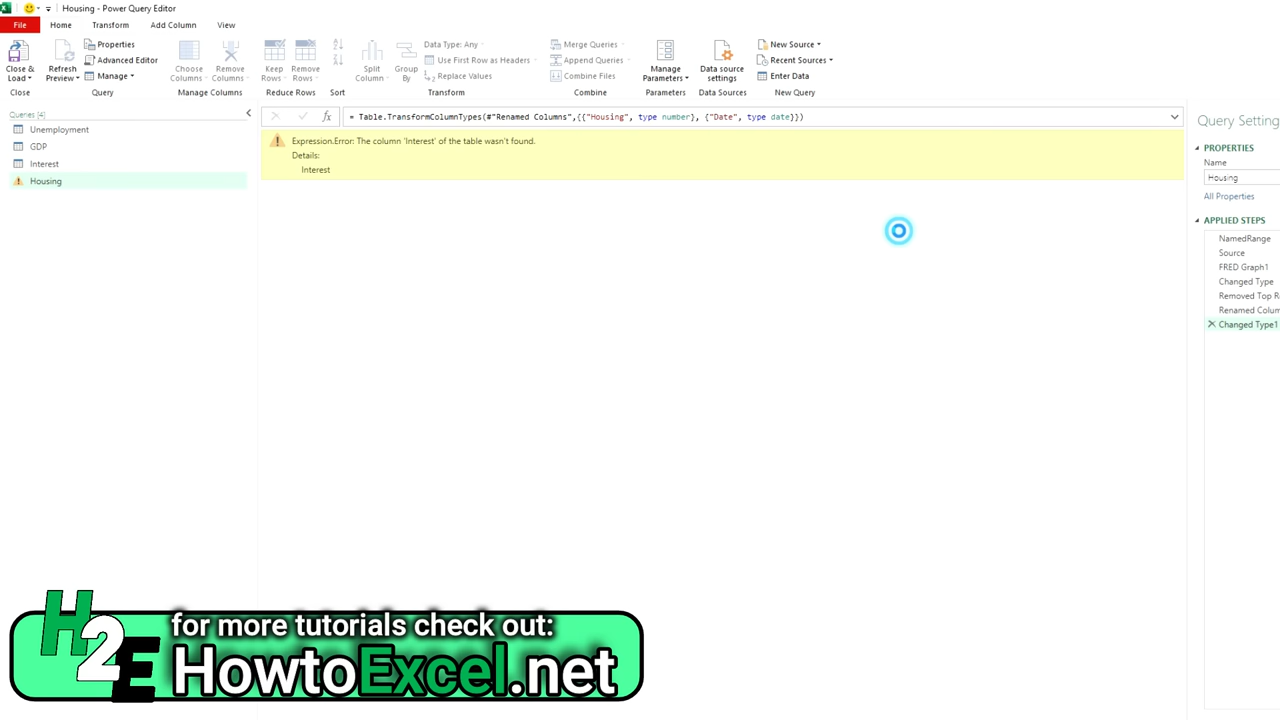 Housing - Power Query Editor
File Home Transform Add Column View
Close & Load
Refresh Preview
Properties
Advanced Editor
Manage
Choose Columns
Remove Columns
Keep Rows
Remove Rows
Split Column
Group By
Data Type: Any
Use First Row as Headers
Replace Values
Merge Queries
Append Queries
Combine Files
Manage Parameters
Data source settings
New Source
Recent Sources
Enter Data
Close Query Manage Columns Reduce Rows Sort Transform Combine Parameters Data Sources New Query
Queries [4]
Unemployment
GDP
Interest
Housing
fx = Table.TransformColumnTypes(#"Renamed Columns",{{"Housing", type number}, {"Date", type date}})
Expression.Error: The column 'Interest' of the table wasn't found.
Details:
Interest
Query Setting
PROPERTIES
Name
Housing
All Properties
APPLIED STEPS
NamedRange
Source
FRED Graph1
Changed Type
Removed Top R
Renamed Colum
Changed Type1
H2E
for more tutorials check out:
HowtoExcel.net